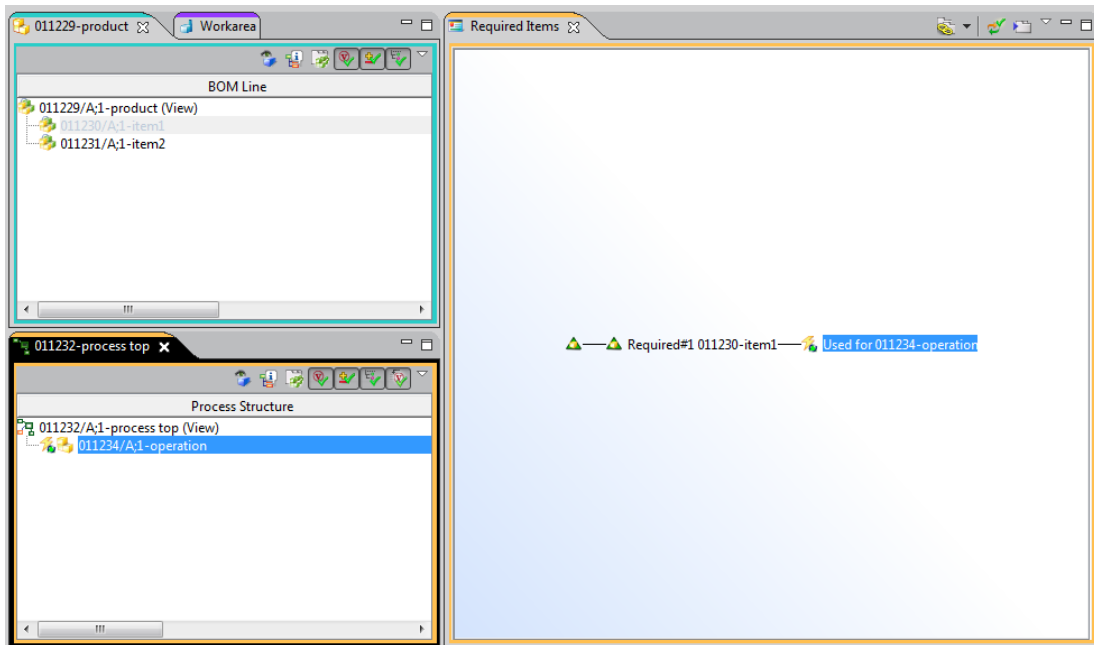 011229-product
Workarea
BOM Line
011229/A;1-product (View)
011230/A;1-item1
011231/A;1-item2
011232-process top
Process Structure
011232/A;1-process top (View)
011234/A;1-operation
Required Items
Required#1 011230-item1
Used for 011234-operation